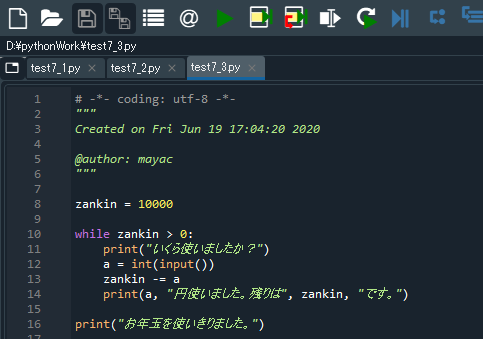 D:¥pythonWork¥test7_3.py
test7_1.py test7_2.py test7_3.py
1 # -*- coding: utf-8 -*-
2 """
3 Created on Fri Jun 19 17:04:20 2020
4
5 @author: mayac
6 """
7
8 zankin = 10000
9
10 while zankin > 0:
11     print("いくら使いましたか？")
12     a = int(input())
13     zankin -= a
14     print(a, "円使いました。残りは", zankin, "です。")
15
16 print("お年玉を使いきりました。")
17